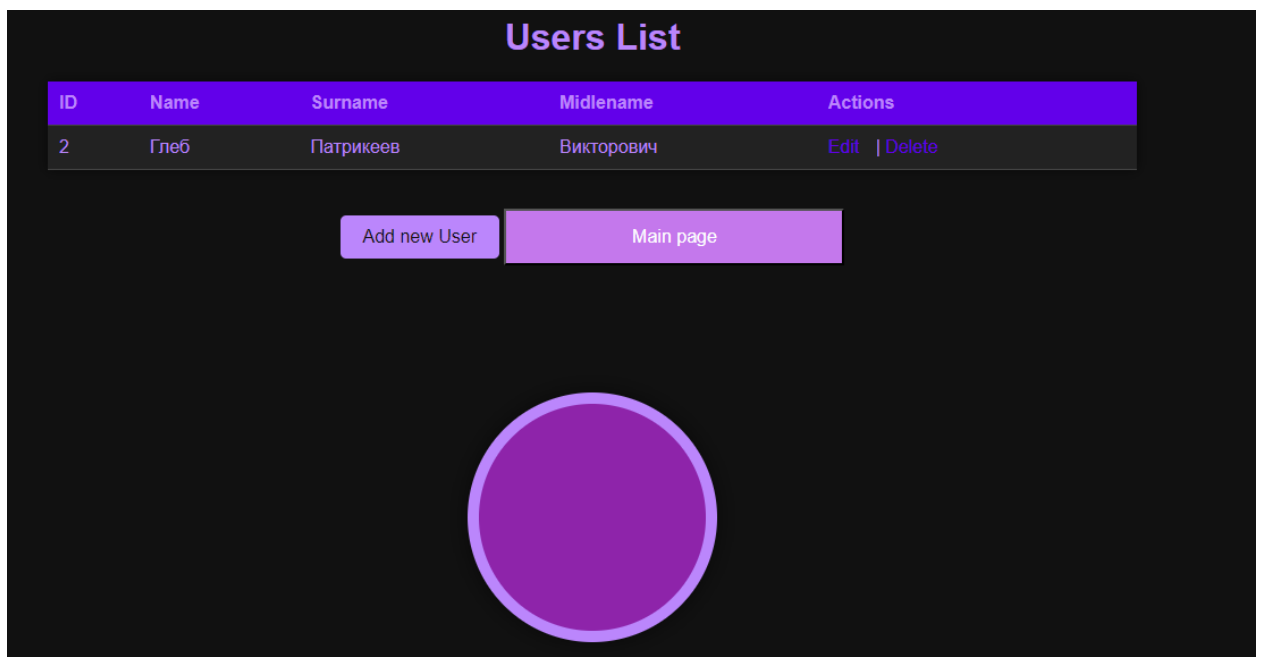 Users List
ID Name Surname Midlename Actions
2 Глеб Патрикеев Викторович Edit | Delete
Add new User Main page